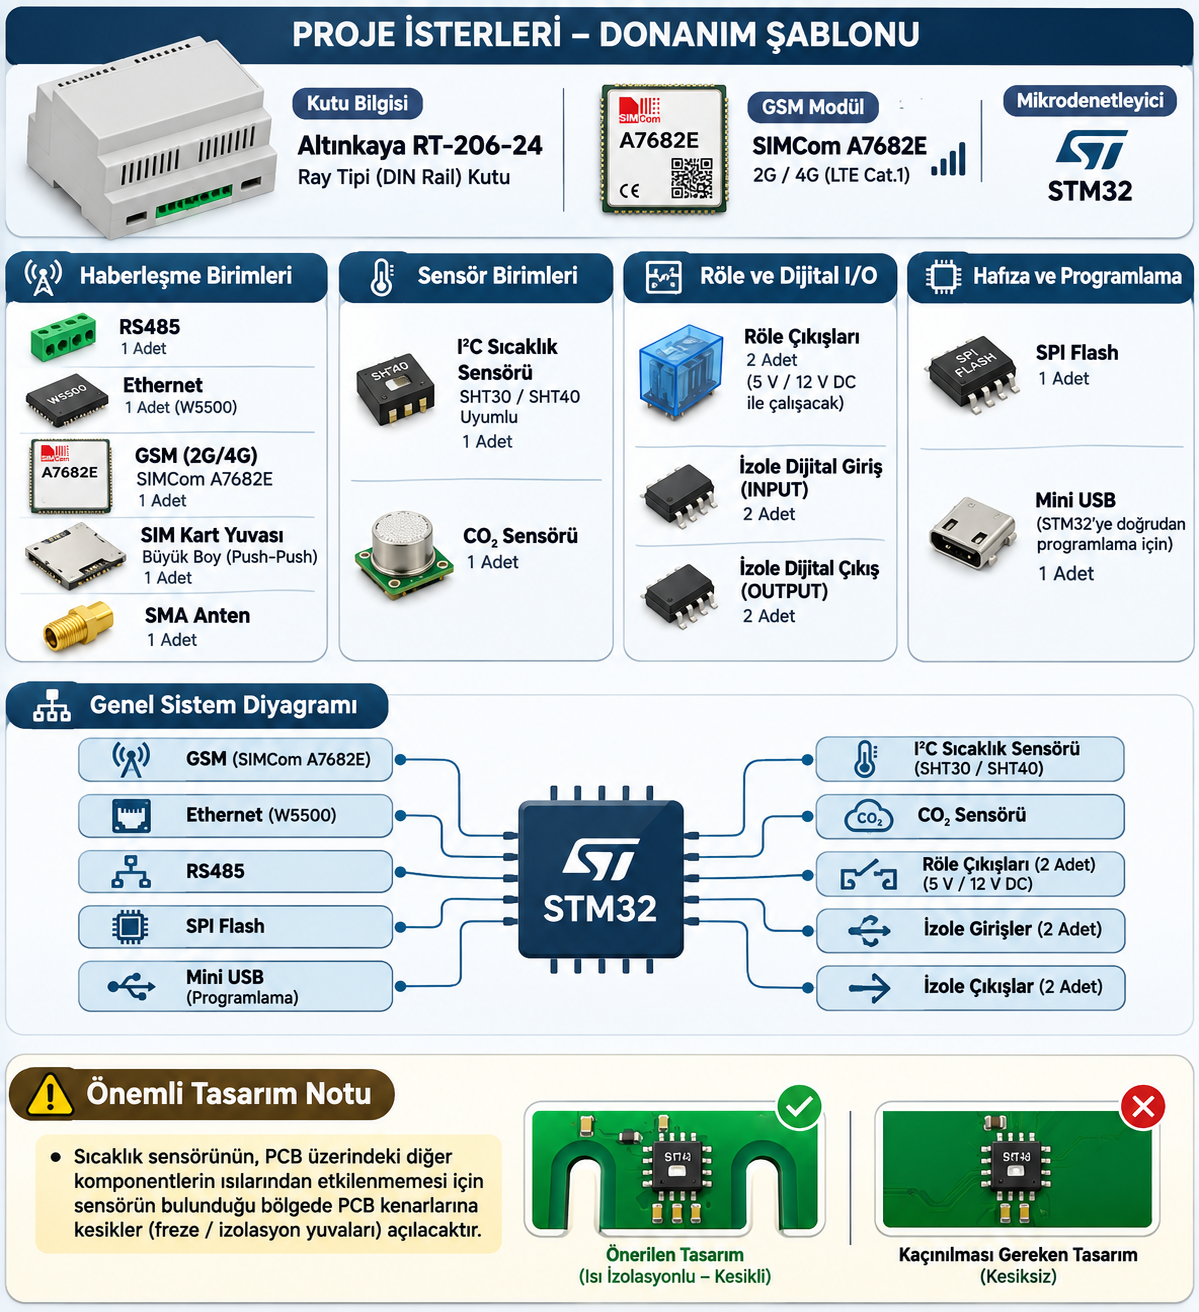 PROJE İSTERLERİ – DONANIM ŞABLONU
Kutu Bilgisi
Altınkaya RT-206-24
Ray Tipi (DIN Rail) Kutu
SIMCom
A7682E
CE
GSM Modül
SIMCom A7682E
2G / 4G (LTE Cat.1)
Mikrodenetleyici
STM32
Haberleşme Birimleri
RS485
1 Adet
W5500
Ethernet
1 Adet (W5500)
SIMCom
A7682E
GSM (2G/4G)
SIMCom A7682E
1 Adet
SIM Kart Yuvası
Büyük Boy (Push-Push)
1 Adet
SMA Anten
1 Adet
Sensör Birimleri
SHT40
I²C Sıcaklık
Sensörü
SHT30 / SHT40
Uyumlu
1 Adet
CO₂ Sensörü
1 Adet
Röle ve Dijital I/O
Röle Çıkışları
2 Adet
(5 V / 12 V DC
ile çalışacak)
İzole Dijital Giriş
(INPUT)
2 Adet
İzole Dijital Çıkış
(OUTPUT)
2 Adet
Hafıza ve Programlama
SPI
FLASH
SPI Flash
1 Adet
Mini USB
(STM32'ye doğrudan
programlama için)
1 Adet
Genel Sistem Diyagramı
GSM (SIMCom A7682E)
Ethernet (W5500)
RS485
SPI Flash
Mini USB
(Programlama)
STM32
I²C Sıcaklık Sensörü
(SHT30 / SHT40)
CO₂
CO₂ Sensörü
Röle Çıkışları (2 Adet)
(5 V / 12 V DC)
İzole Girişler (2 Adet)
İzole Çıkışlar (2 Adet)
Önemli Tasarım Notu
• Sıcaklık sensörünün, PCB üzerindeki diğer
komponentlerin ısılarından etkilenmemesi için
sensörün bulunduğu bölgede PCB kenarlarına
kesikler (freze / izolasyon yuvaları) açılacaktır.
Önerilen Tasarım
(Isı İzolasyonlu – Kesikli)
Kaçınılması Gereken Tasarım
(Kesiksiz)